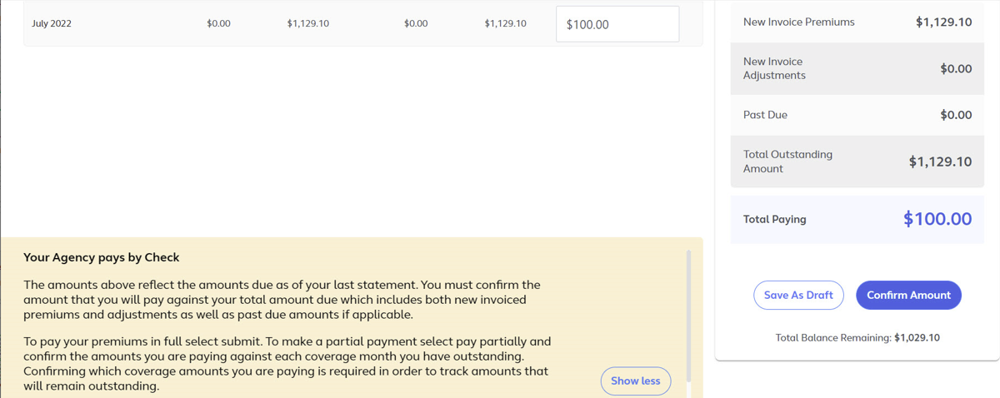 July 2022 $0.00 $1,129.10 $0.00 $1,129.10 $100.00
New Invoice Premiums $1,129.10
New Invoice
Adjustments $0.00
Past Due $0.00
Total Outstanding
Amount $1,129.10
Total Paying $100.00
Save As Draft Confirm Amount
Total Balance Remaining: $1,029.10
Your Agency pays by Check
The amounts above reflect the amounts due as of your last statement. You must confirm the
amount that you will pay against your total amount due which includes both new invoiced
premiums and adjustments as well as past due amounts if applicable.
To pay your premiums in full select submit. To make a partial payment select pay partially and
confirm the amounts you are paying against each coverage month you have outstanding.
Confirming which coverage amounts you are paying is required in order to track amounts that
will remain outstanding.
Show less